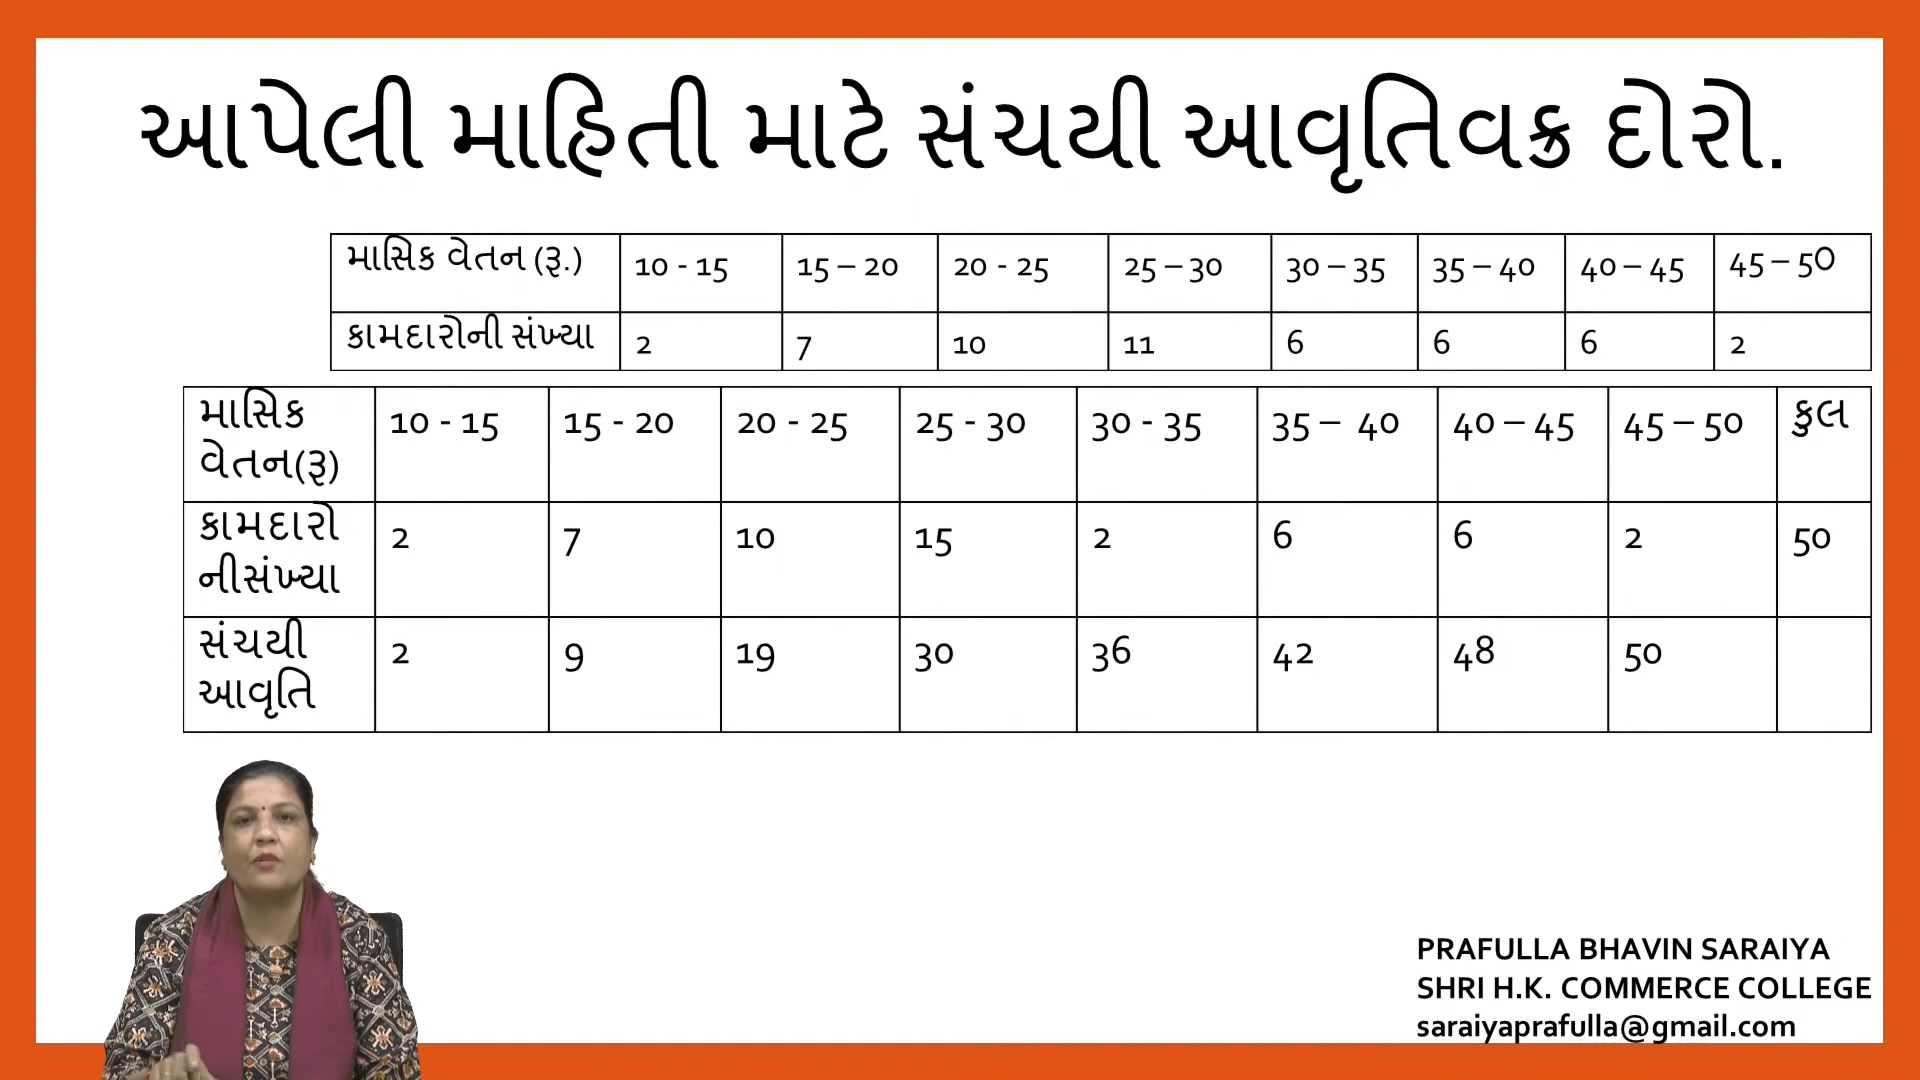 આપેલી માહિતી માટે સંચયી આવૃતિવક્ર દોરો.
માસિક વેતન (રૂ.) 10 - 15 15 – 20 20 - 25 25 – 30 30 – 35 35 – 40 40 – 45 45 – 50
કામદારોની સંખ્યા 2 7 10 11 6 6 6 2
માસિક વેતન(રૂ) 10 - 15 15 - 20 20 - 25 25 - 30 30 - 35 35 – 40 40 – 45 45 – 50 કુલ
કામદારો નીસંખ્યા 2 7 10 15 2 6 6 2 50
સંચયી આવૃતિ 2 9 19 30 36 42 48 50
PRAFULLA BHAVIN SARAIYA
SHRI H.K. COMMERCE COLLEGE
saraiyaprafulla@gmail.com